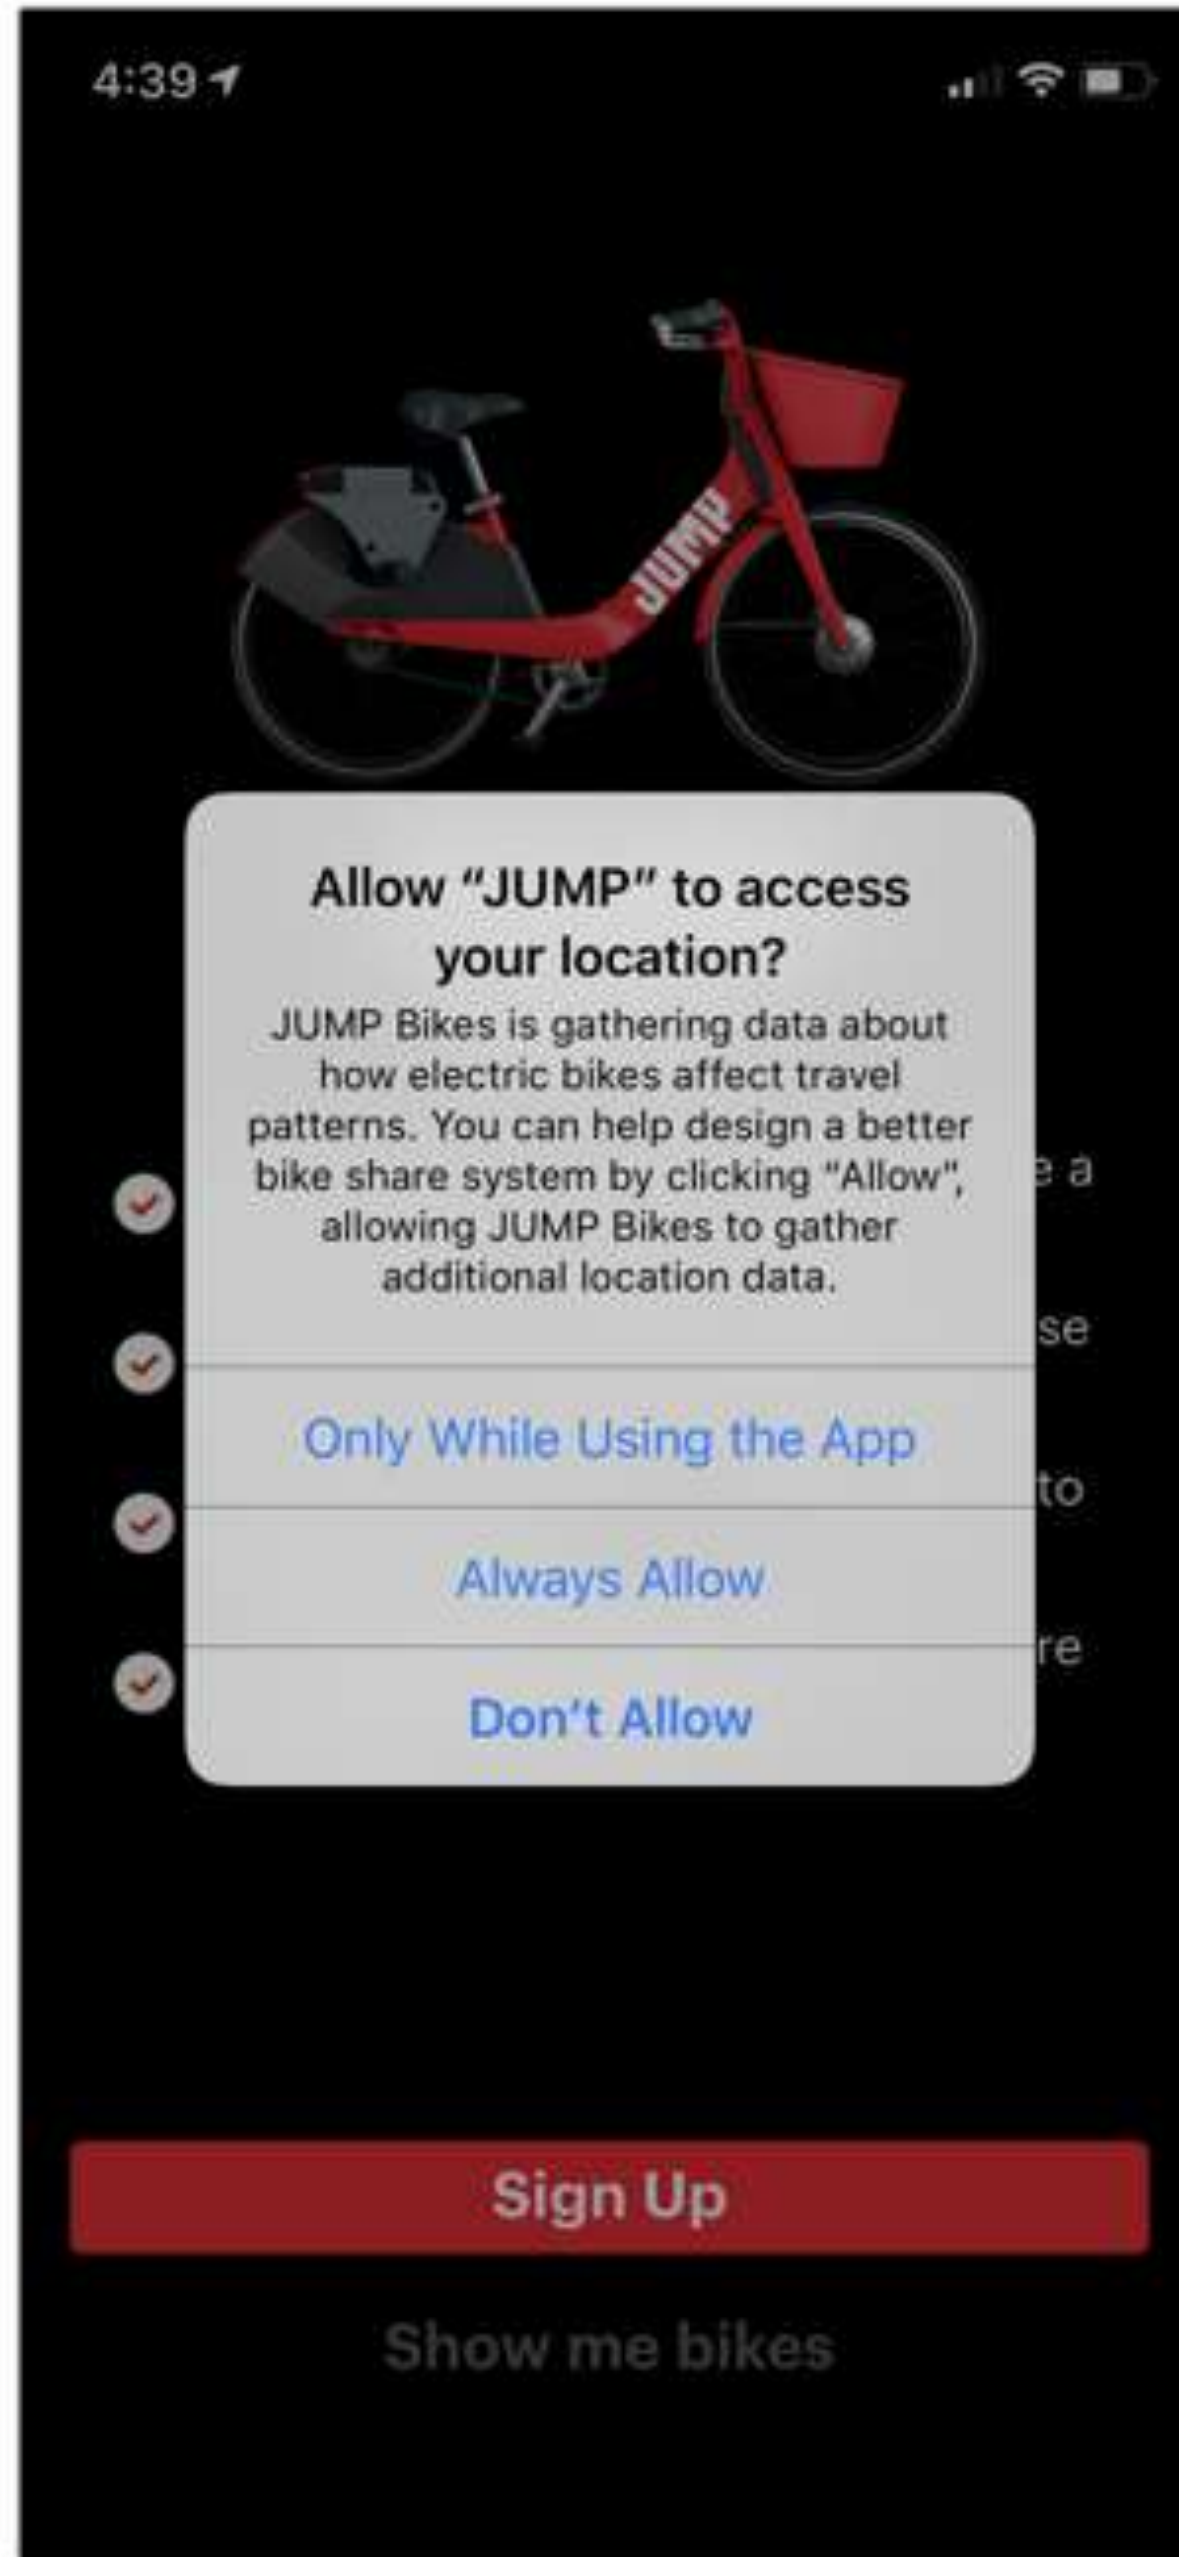 4:39
JUMP
Allow “JUMP” to access
your location?
JUMP Bikes is gathering data about
how electric bikes affect travel
patterns. You can help design a better
bike share system by clicking “Allow”,
allowing JUMP Bikes to gather
additional location data.
e a
se
Only While Using the App
to
Always Allow
re
Don’t Allow
Sign Up
Show me bikes